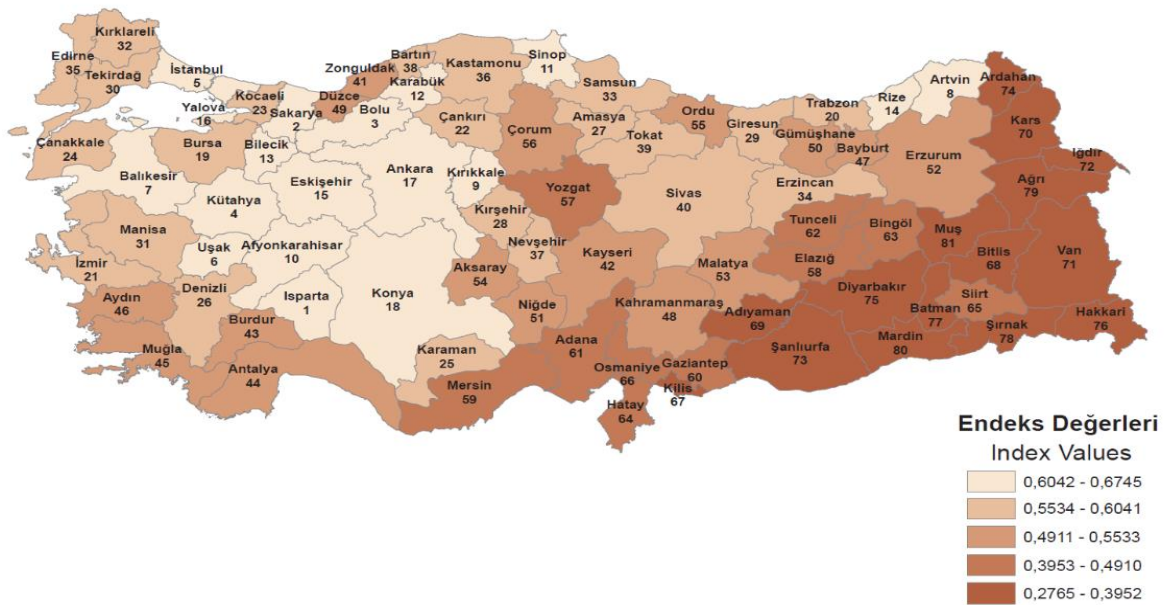 Kırklareli
32
Edirne
35
Tekirdağ
30
İstanbul
5
Kocaeli
23
Yalova
16
Sakarya
2
Düzce
49
Zonguldak
41
Bartın
38
Karabük
12
Kastamonu
36
Sinop
11
Samsun
33
Bolu
3
Çankırı
22
Çorum
56
Amasya
27
Tokat
39
Ordu
55
Giresun
29
Trabzon
20
Gümüşhane
50
Bayburt
47
Rize
14
Artvin
8
Ardahan
74
Kars
70
Iğdır
72
Ağrı
79
Erzurum
52
Erzincan
34
Çanakkale
24
Bursa
19
Bilecik
13
Balıkesir
7
Kütahya
4
Eskişehir
15
Ankara
17
Kırıkkale
9
Yozgat
57
Sivas
40
Kırşehir
28
Nevşehir
37
Kayseri
42
Malatya
53
Tunceli
62
Bingöl
63
Elazığ
58
Muş
81
Bitlis
68
Van
71
Manisa
31
İzmir
21
Uşak
6
Afyonkarahisar
10
Denizli
26
Aydın
46
Muğla
45
Burdur
43
Isparta
1
Antalya
44
Konya
18
Aksaray
54
Niğde
51
Karaman
25
Mersin
59
Adana
61
Kahramanmaraş
48
Osmaniye
66
Hatay
64
Gaziantep
60
Kilis
67
Adıyaman
69
Şanlıurfa
73
Diyarbakır
75
Mardin
80
Batman
77
Siirt
65
Şırnak
78
Hakkari
76
Endeks Değerleri
Index Values
0,6042 - 0,6745
0,5534 - 0,6041
0,4911 - 0,5533
0,3953 - 0,4910
0,2765 - 0,3952